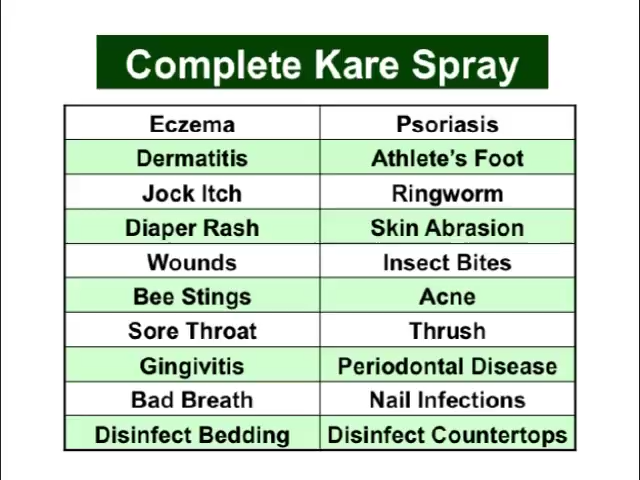 Complete Kare Spray
Eczema Psoriasis
Dermatitis Athlete's Foot
Jock Itch Ringworm
Diaper Rash Skin Abrasion
Wounds Insect Bites
Bee Stings Acne
Sore Throat Thrush
Gingivitis Periodontal Disease
Bad Breath Nail Infections
Disinfect Bedding Disinfect Countertops